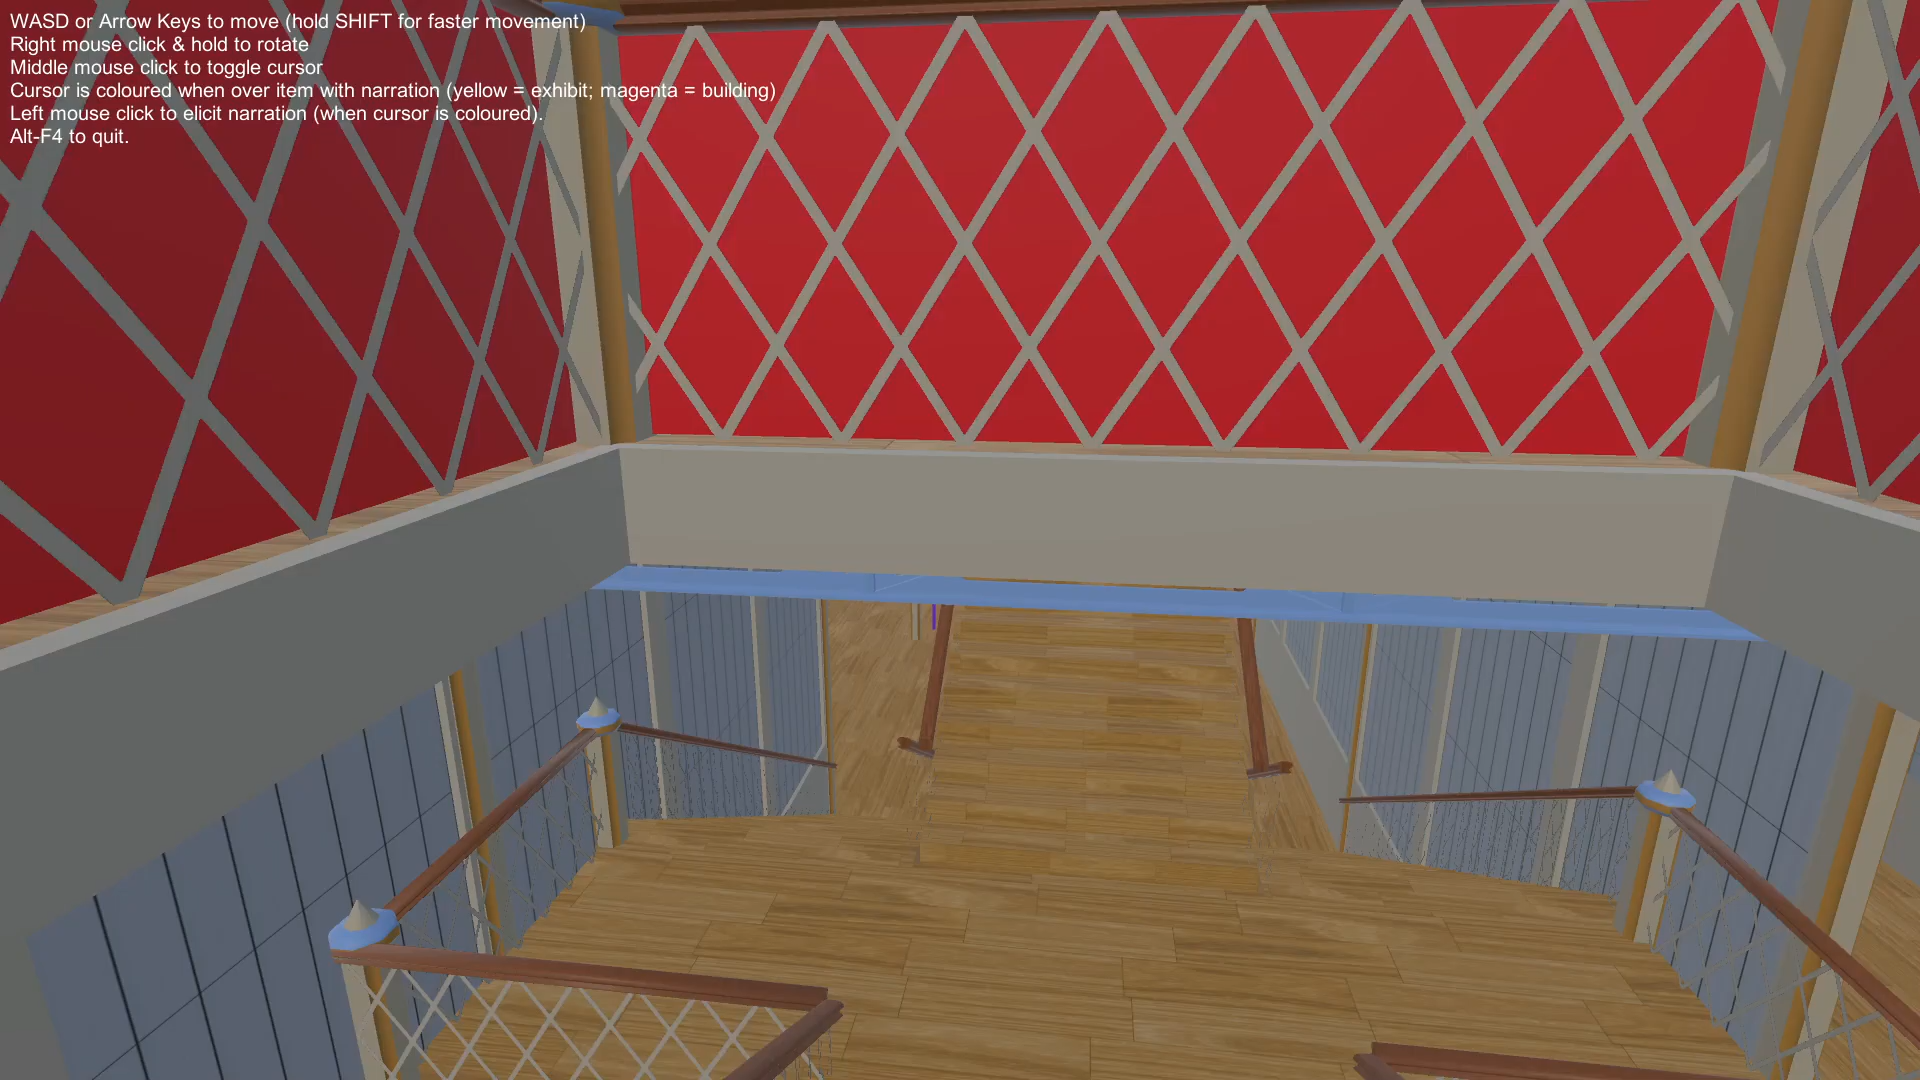 WASD or Arrow Keys to move (hold SHIFT for faster movement)
Right mouse click & hold to rotate
Middle mouse click to toggle cursor
Cursor is coloured when over item with narration (yellow = exhibit; magenta = building)
Left mouse click to elicit narration (when cursor is coloured).
Alt-F4 to quit.